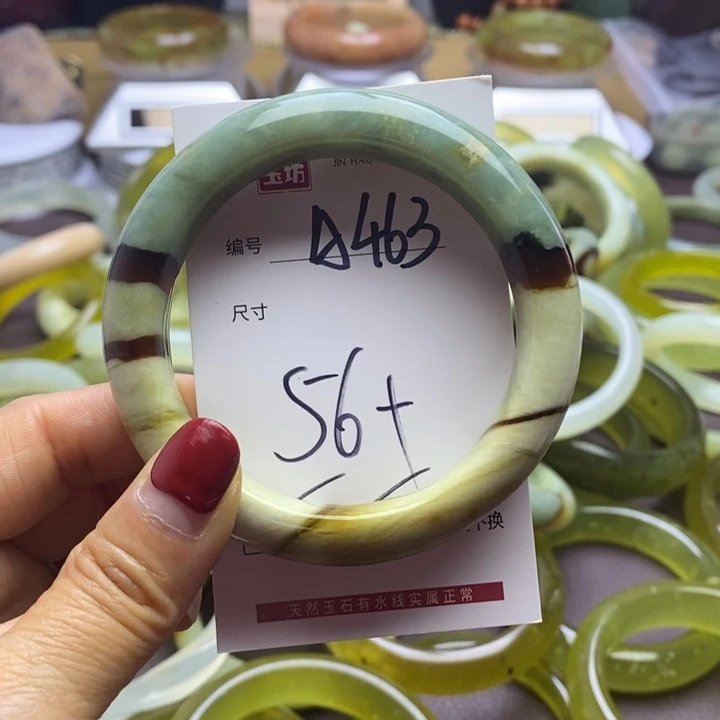 玉坊 JIN HAO
编号 A463
尺寸
56+
不换
天然玉石有水线实属正常